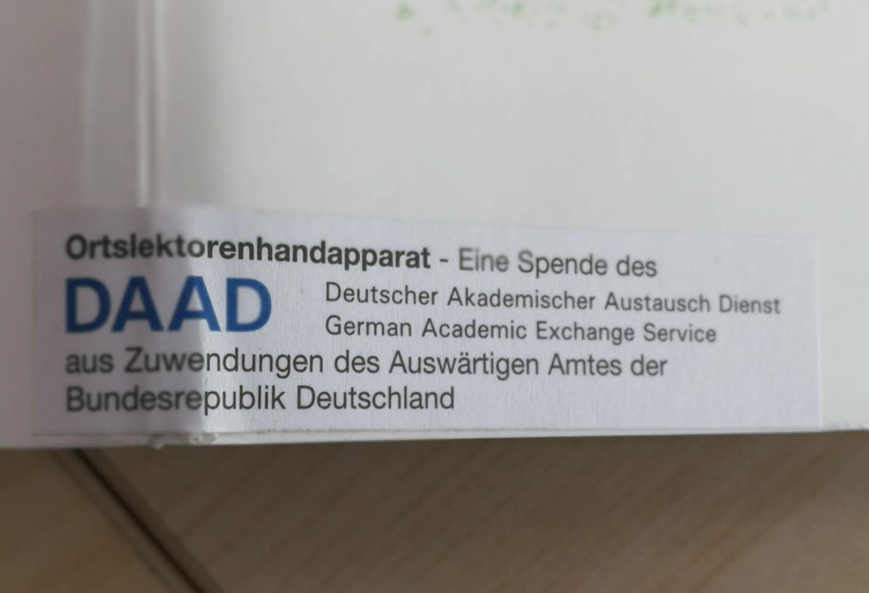 Ortslektorenhandapparat - Eine Spende des
DAAD
Deutscher Akademischer Austausch Dienst
German Academic Exchange Service
aus Zuwendungen des Auswärtigen Amtes der
Bundesrepublik Deutschland